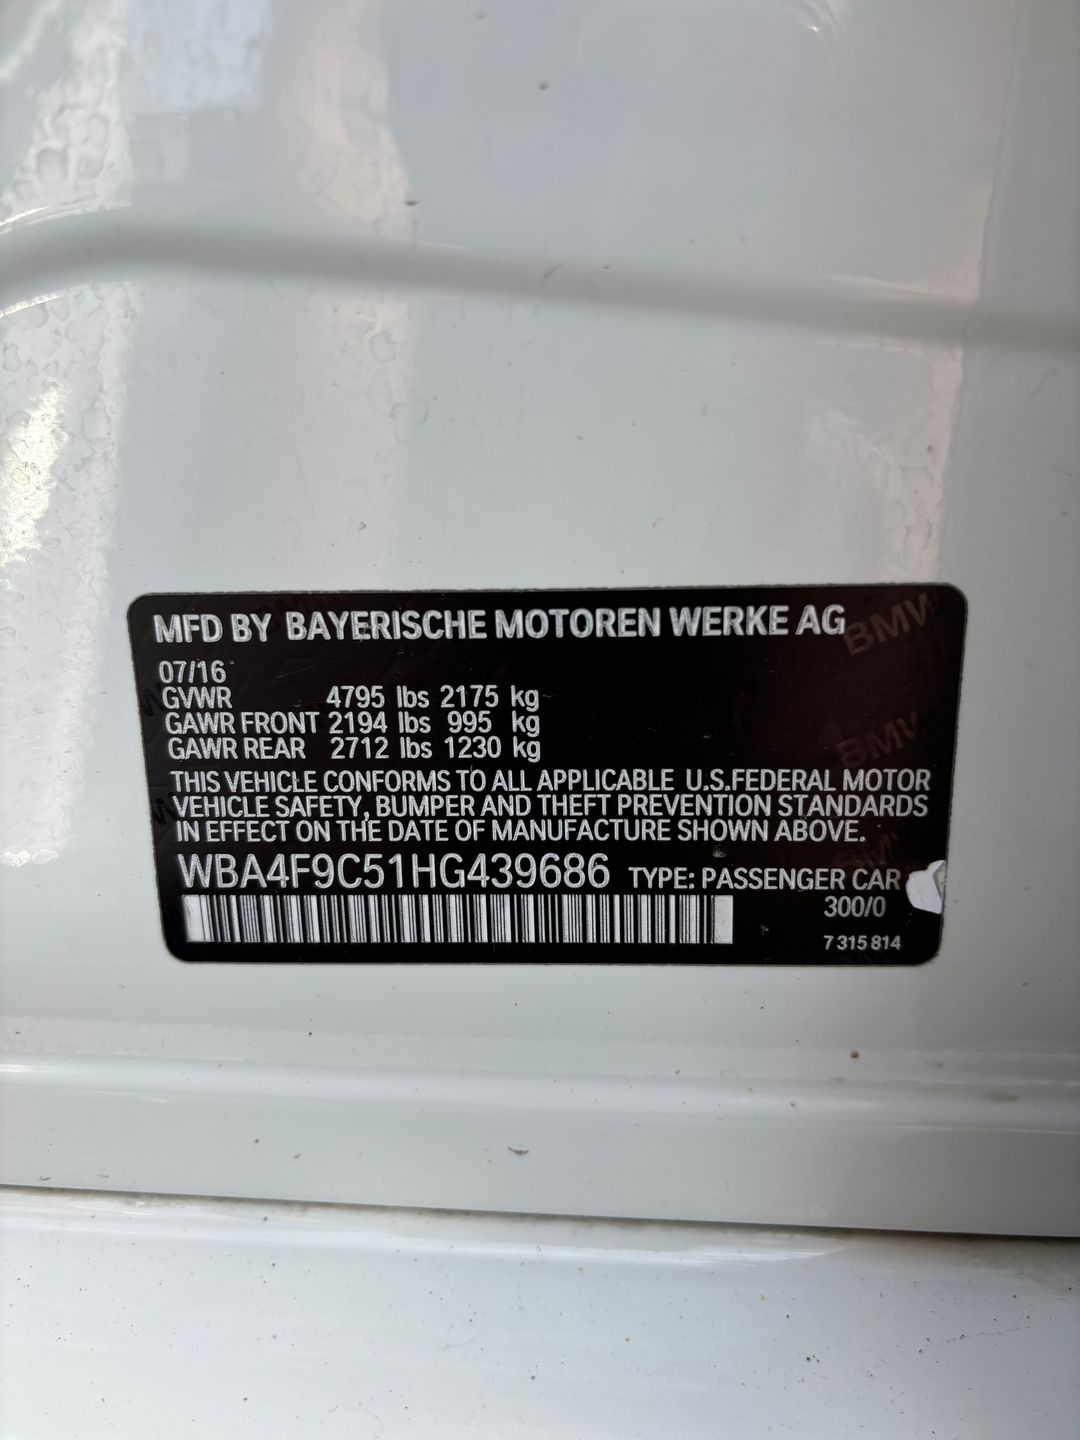 MFD BY BAYERISCHE MOTOREN WERKE AG
07/16
GVWR 4795 lbs 2175 kg
GAWR FRONT 2194 lbs 995 kg
GAWR REAR 2712 lbs 1230 kg
THIS VEHICLE CONFORMS TO ALL APPLICABLE U.S.FEDERAL MOTOR
VEHICLE SAFETY, BUMPER AND THEFT PREVENTION STANDARDS
IN EFFECT ON THE DATE OF MANUFACTURE SHOWN ABOVE.
WBA4F9C51HG439686 TYPE: PASSENGER CAR
300/0
7 315 814
BMW
BMW